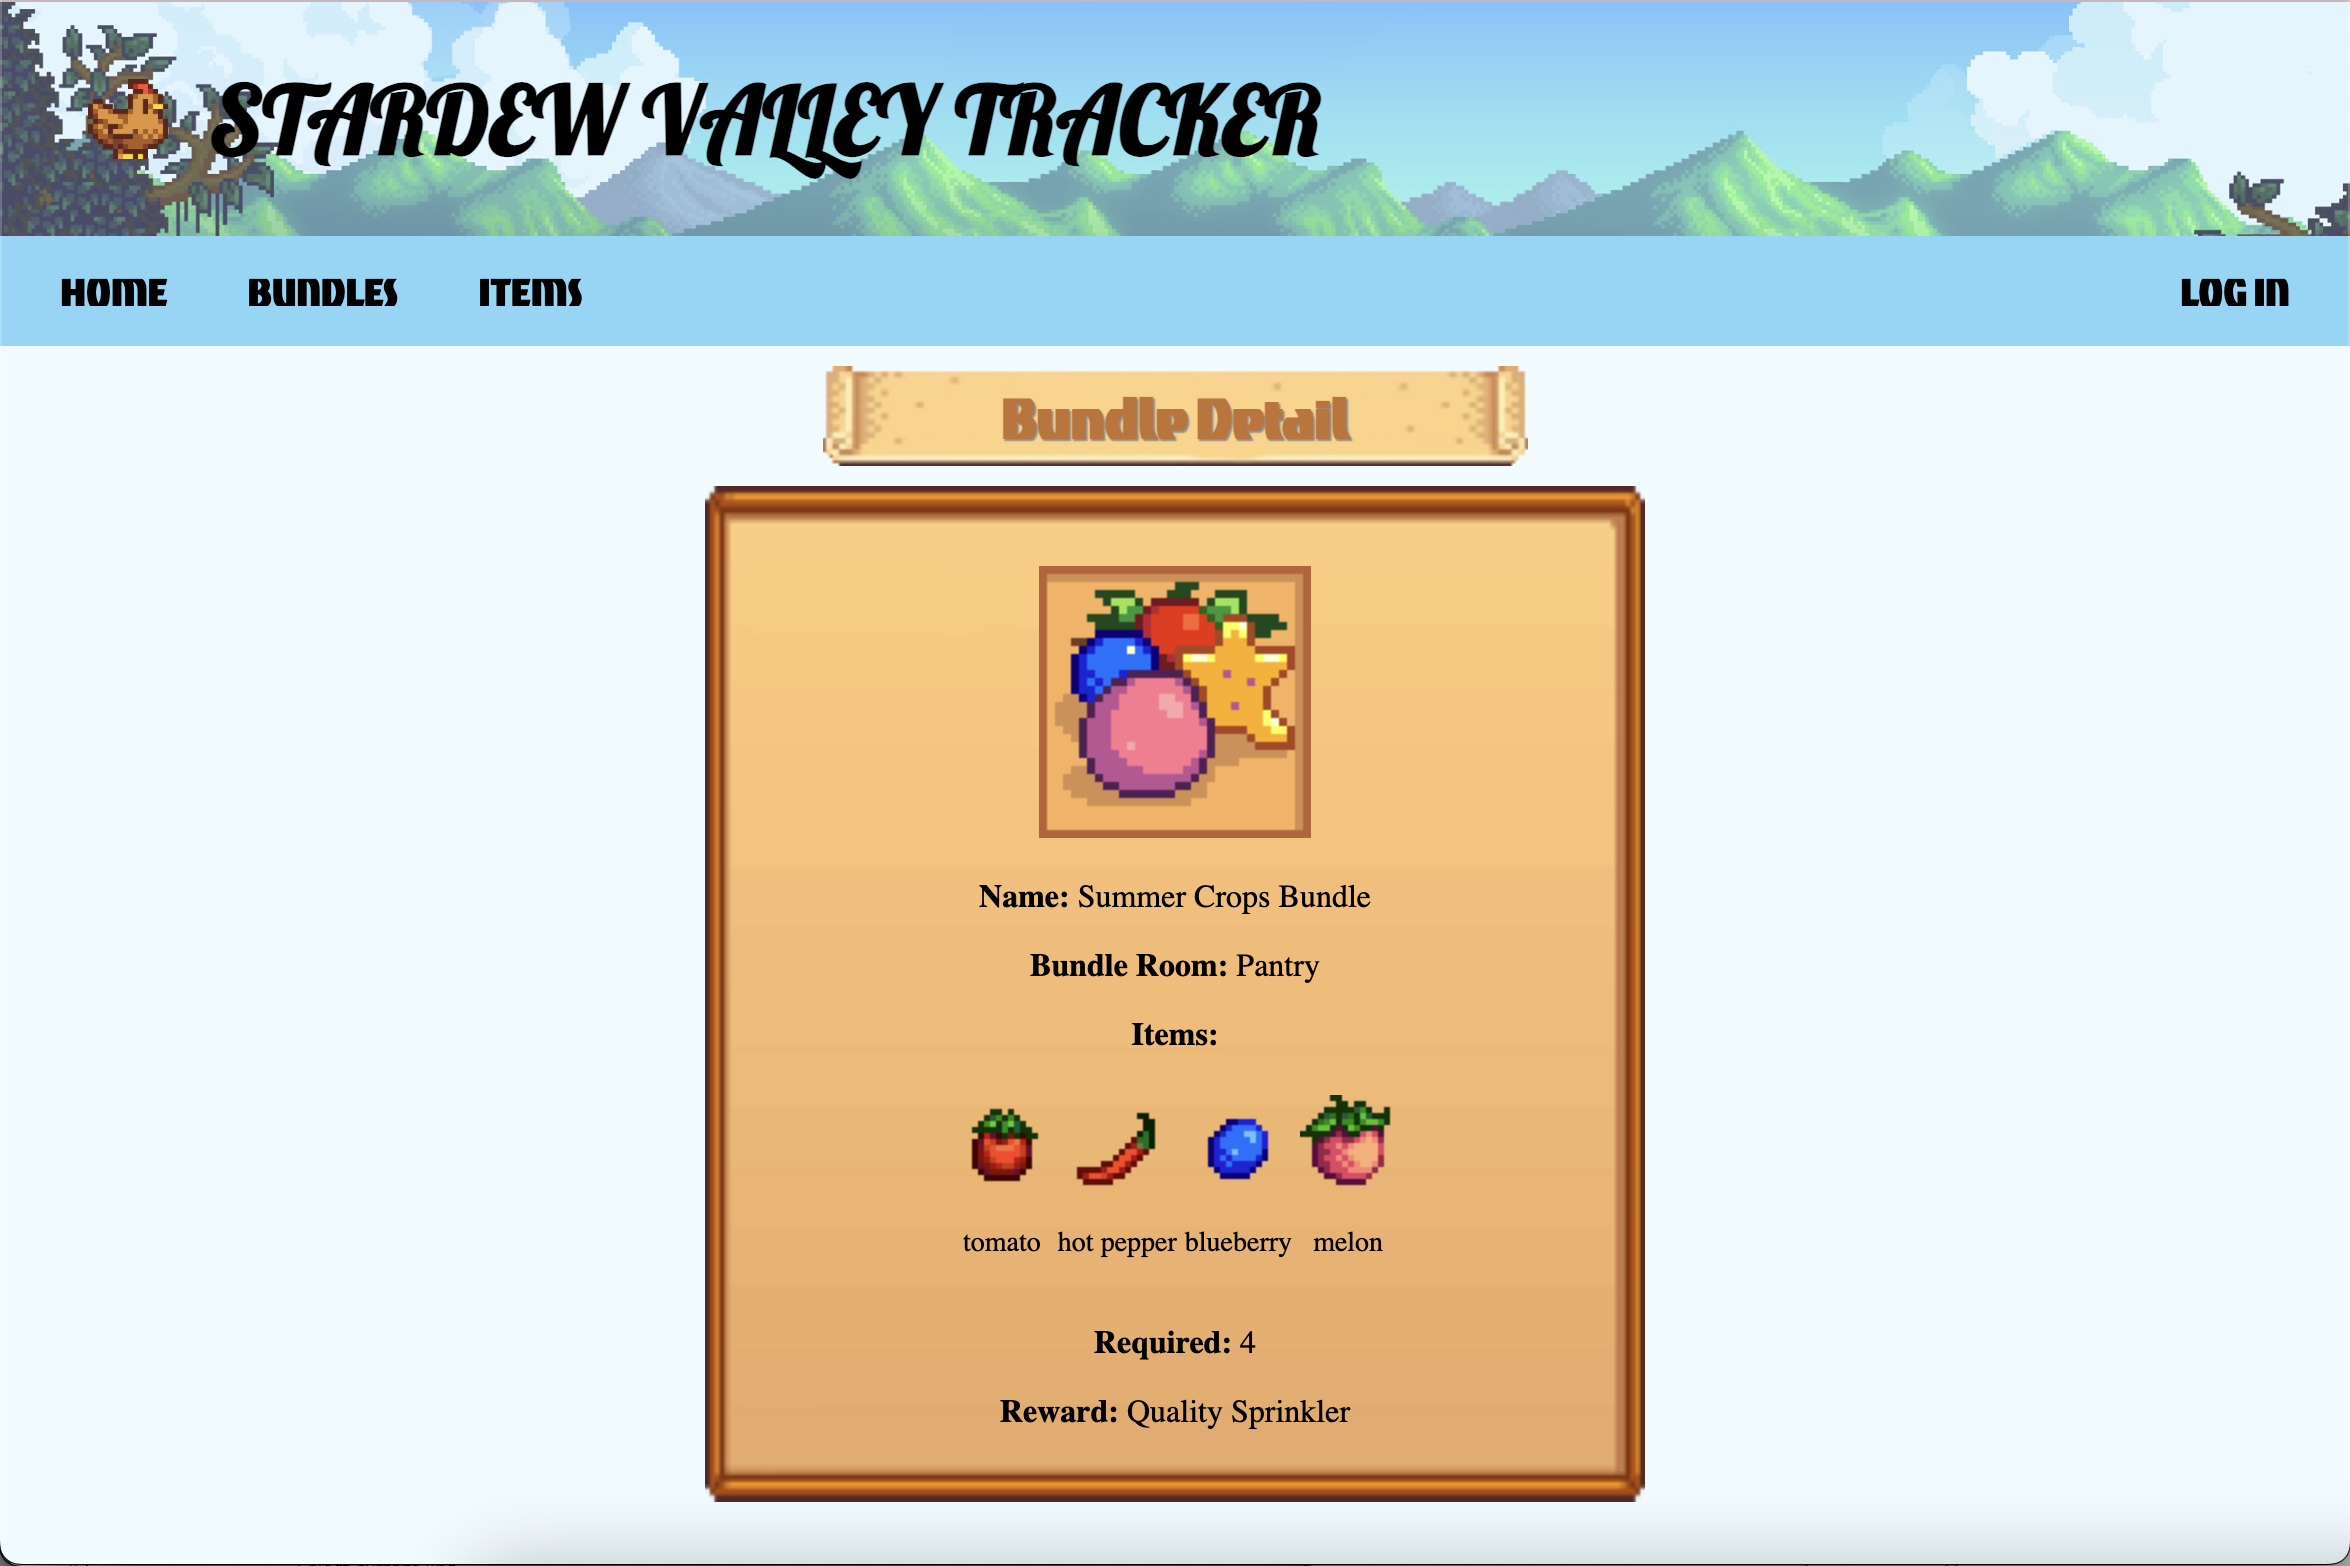 STARDEW VALLEY TRACKER
HOME BUNDLES ITEMS LOG IN
Bundle Detail
Name: Summer Crops Bundle
Bundle Room: Pantry
Items:
tomato hot pepper blueberry melon
Required: 4
Reward: Quality Sprinkler